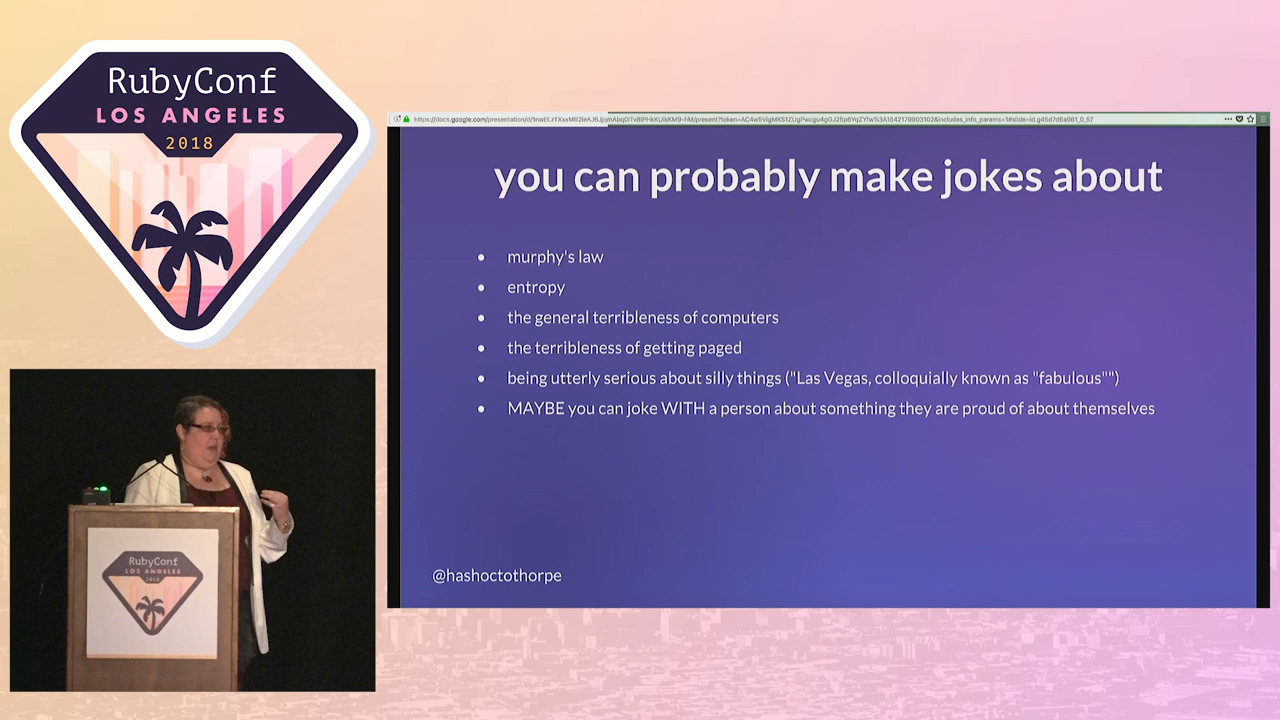 RubyConf
LOS ANGELES
2018
you can probably make jokes about
• murphy's law
• entropy
• the general terribleness of computers
• the terribleness of getting paged
• being utterly serious about silly things ("Las Vegas, colloquially known as "fabulous"")
• MAYBE you can joke WITH a person about something they are proud of about themselves
@hashoctothorpe
RubyConf
LOS ANGELES
2018